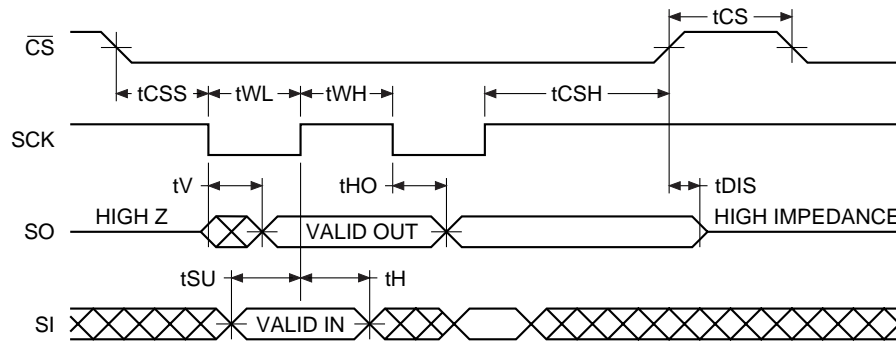 tCS
CS
tCSS tWL tWH tCSH
SCK
tV tHO tDIS
HIGH Z VALID OUT HIGH IMPEDANCE
SO
tSU tH
SI VALID IN